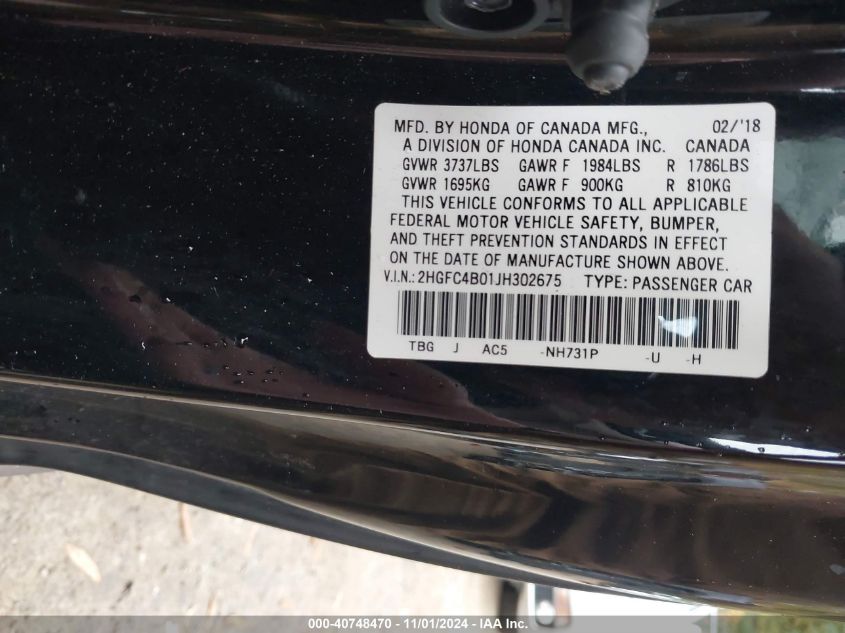 MFD. BY HONDA OF CANADA MFG., 02/'18
A DIVISION OF HONDA CANADA INC. CANADA
GVWR 3737LBS GAWR F 1984LBS R 1786LBS
GVWR 1695KG GAWR F 900KG R 810KG
THIS VEHICLE CONFORMS TO ALL APPLICABLE
FEDERAL MOTOR VEHICLE SAFETY, BUMPER,
AND THEFT PREVENTION STANDARDS IN EFFECT
ON THE DATE OF MANUFACTURE SHOWN ABOVE.
V.I.N.: 2HGFC4B01JH302675 TYPE: PASSENGER CAR
TBG J AC5 -NH731P -U -H
000-40748470 - 11/01/2024 - IAA Inc.